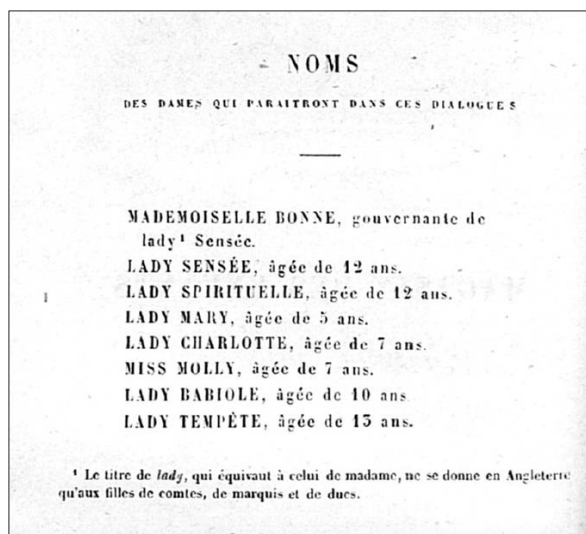 NOMS
DES DAMES QUI PARAITRONT DANS CES DIALOGUES
MADEMOISELLE BONNE, gouvernante de
lady¹ Sensée.
LADY SENSÉE, âgée de 12 ans.
LADY SPIRITUELLE, âgée de 12 ans.
LADY MARY, âgée de 5 ans.
LADY CHARLOTTE, âgée de 7 ans.
MISS MOLLY, âgée de 7 ans.
LADY BABIOLE, âgée de 10 ans
LADY TEMPÊTE, âgée de 13 ans.
¹ Le titre de lady, qui équivaut à celui de madame, ne se donne en Angleterre
qu'aux filles de comtes, de marquis et de ducs.